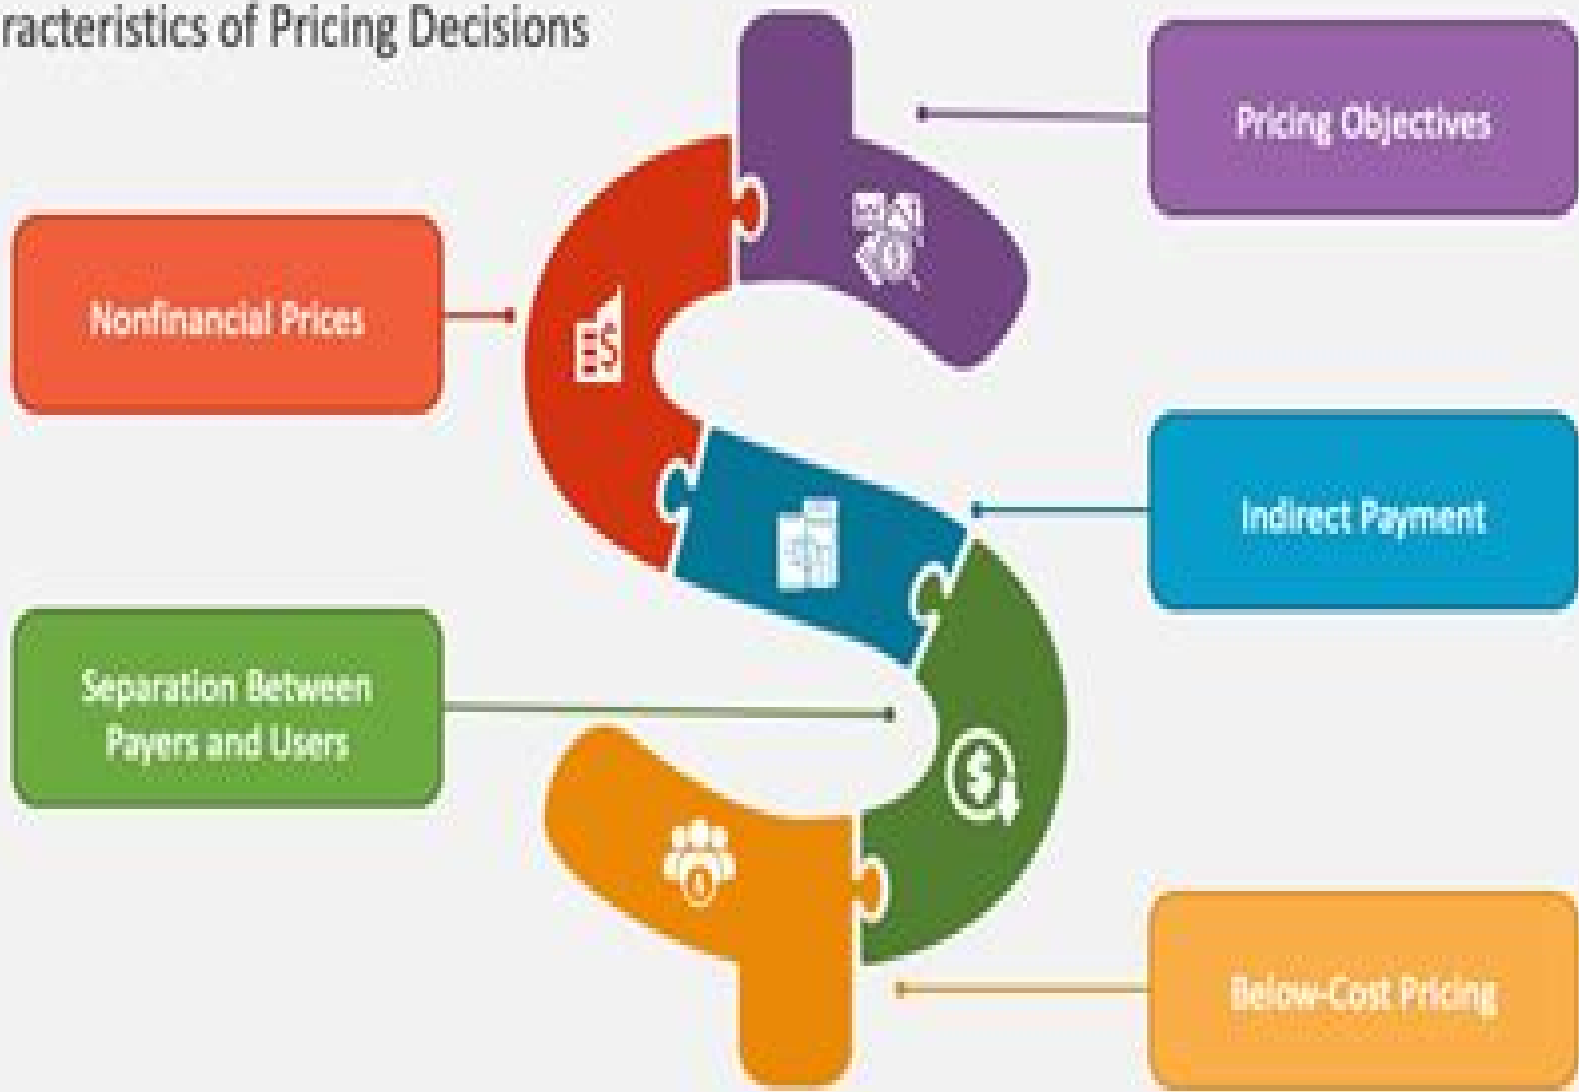 racteristics of Pricing Decisions
Pricing Objectives
Nonfinancial Prices
Indirect Payment
Separation Between
Payers and Users
Below-Cost Pricing